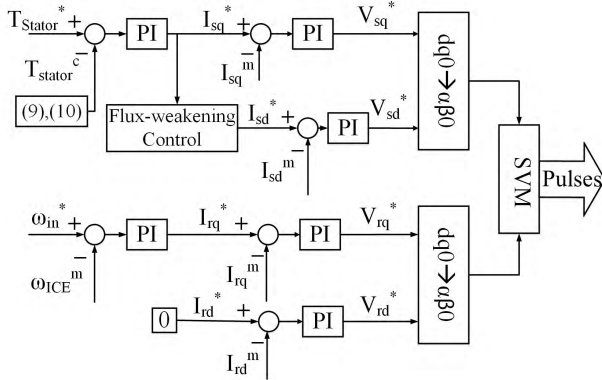 T_Stator^* + PI I_sq^* + PI V_sq^*
T_stator^c − I_sq^m −
(9),(10) Flux-weakening Control I_sd^* + PI V_sd^*
I_sd^m −
dq0→αβ0
SVM
Pulses
ω_in^* + PI I_rq^* + PI V_rq^*
ω_ICE^m − I_rq^m −
0 I_rd^* + PI V_rd^*
I_rd^m −
dq0→αβ0